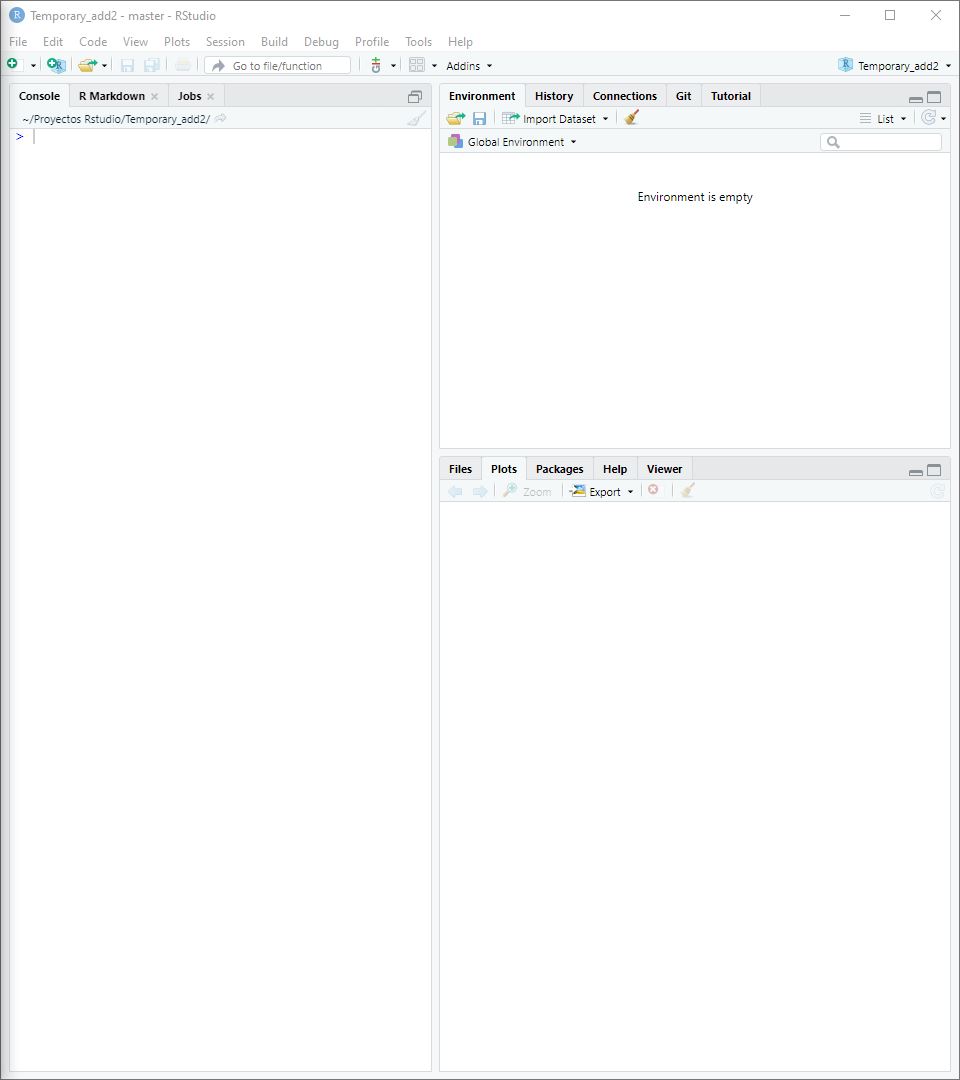 Temporary_add2 - master - RStudio
File Edit Code View Plots Session Build Debug Profile Tools Help
Go to file/function Addins Temporary_add2
Console R Markdown Jobs
~/Proyectos Rstudio/Temporary_add2/
>
Environment History Connections Git Tutorial
Import Dataset List
Global Environment
Environment is empty
Files Plots Packages Help Viewer
Zoom Export